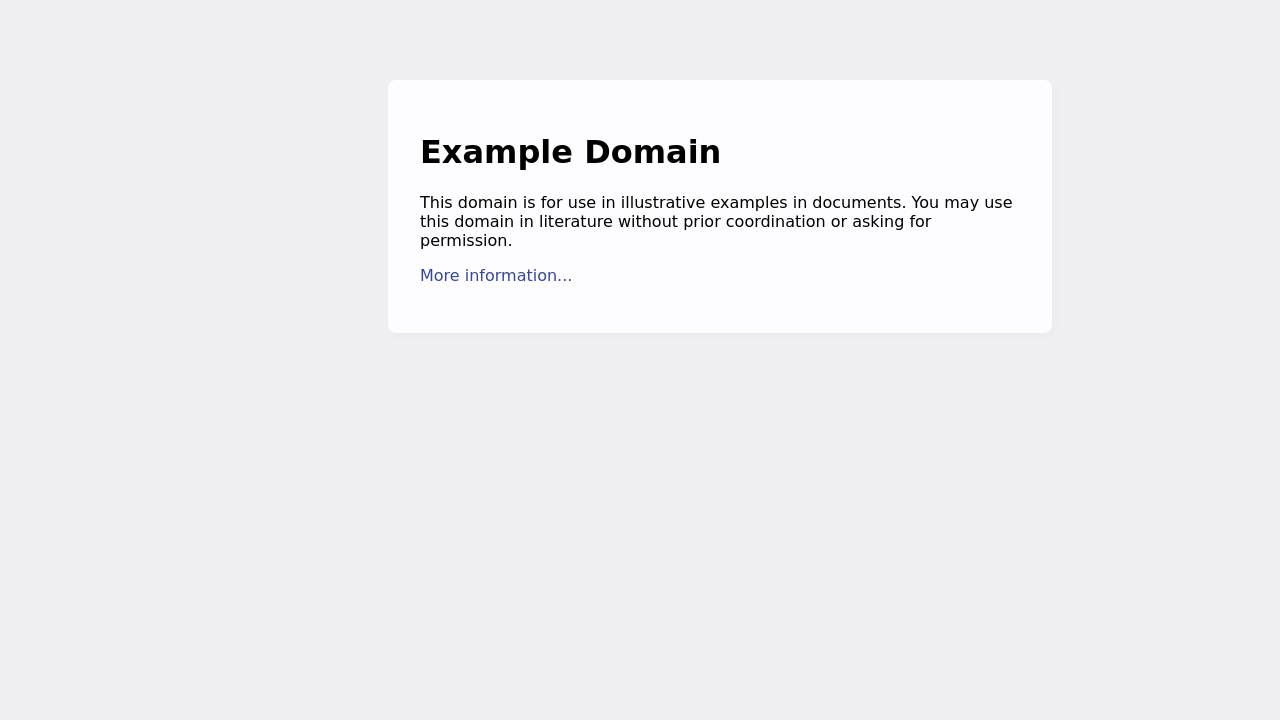 Example Domain
This domain is for use in illustrative examples in documents. You may use
this domain in literature without prior coordination or asking for
permission.
More information...